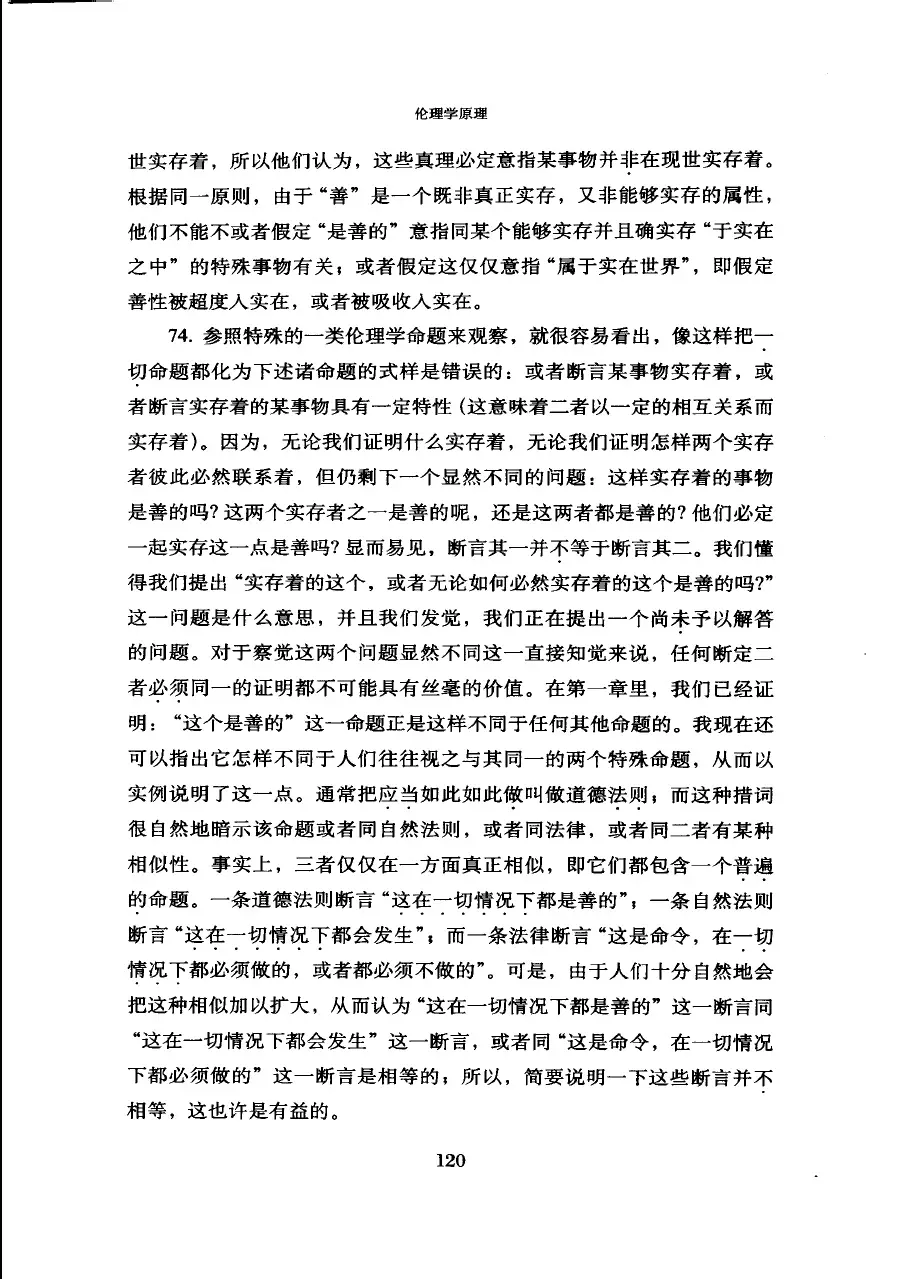 伦理学原理
世实存着，所以他们认为，这些真理必定意指某事物并非在现世实存着。
根据同一原则，由于“善”是一个既非真正实存，又非能够实存的属性，
他们不能不或者假定“是善的”意指同某个能够实存并且确实存“于实在
之中”的特殊事物有关；或者假定这仅仅意指“属于实在世界”，即假定
善性被超度人实在，或者被吸收人实在。
74. 参照特殊的一类伦理学命题来观察，就很容易看出，像这样把一
切命题都化为下述诸命题的式样是错误的：或者断言某事物实存着，或
者断言实存着的某事物具有一定特性（这意味着二者以一定的相互关系而
实存着）。因为，无论我们证明什么实存着，无论我们证明怎样两个实存
者彼此必然联系着，但仍剩下一个显然不同的问题：这样实存着的事物
是善的吗？这两个实存者之一是善的呢，还是这两者都是善的？他们必定
一起实存这一点是善吗？显而易见，断言其一并不等于断言其二。我们懂
得我们提出“实存着的这个，或者无论如何必然实存着的这个是善的吗？”
这一问题是什么意思，并且我们发觉，我们正在提出一个尚未予以解答
的问题。对于察觉这两个问题显然不同这一直接知觉来说，任何断定二
者必须同一的证明都不可能具有丝毫的价值。在第一章里，我们已经证
明：“这个是善的”这一命题正是这样不同于任何其他命题的。我现在还
可以指出它怎样不同于人们往往视之与其同一的两个特殊命题，从而以
实例说明了这一点。通常把应当如此如此做叫做道德法则；而这种措词
很自然地暗示该命题或者同自然法则，或者同法律，或者同二者有某种
相似性。事实上，三者仅仅在一方面真正相似，即它们都包含一个普遍
的命题。一条道德法则断言“这在一切情况下都是善的”；一条自然法则
断言“这在一切情况下都会发生”；而一条法律断言“这是命令，在一切
情况下都必须做的，或者都必须不做的”。可是，由于人们十分自然地会
把这种相似加以扩大，从而认为“这在一切情况下都是善的”这一断言同
“这在一切情况下都会发生”这一断言，或者同“这是命令，在一切情况
下都必须做的”这一断言是相等的；所以，简要说明一下这些断言并不
相等，这也许是有益的。
120